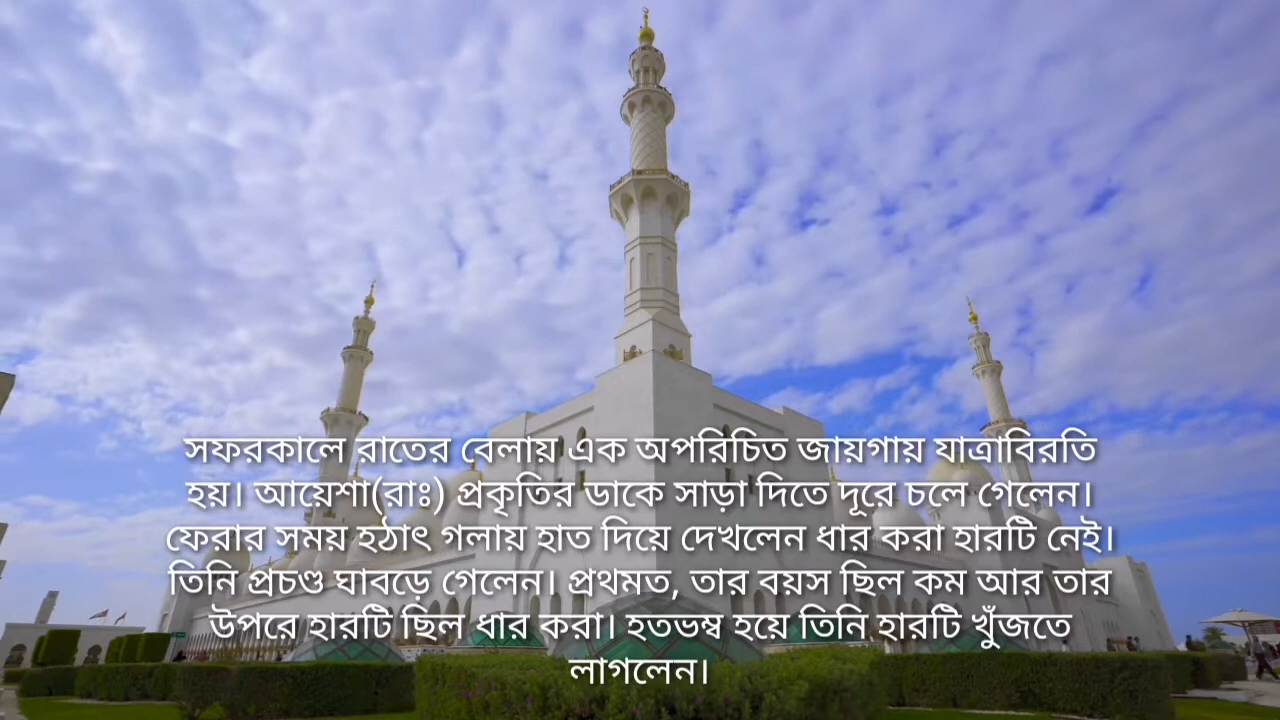 সফরকালে রাতের বেলায় এক অপরিচিত জায়গায় যাত্রাবিরতি
হয়। আয়েশা(রাঃ) প্রকৃতির ডাকে সাড়া দিতে দূরে চলে গেলেন।
ফেরার সময় হঠাৎ গলায় হাত দিয়ে দেখলেন ধার করা হারটি নেই।
তিনি প্রচণ্ড ঘাবড়ে গেলেন। প্রথমত, তার বয়স ছিল কম আর তার
উপরে হারটি ছিল ধার করা। হতভম্ব হয়ে তিনি হারটি খুঁজতে
লাগলেন।